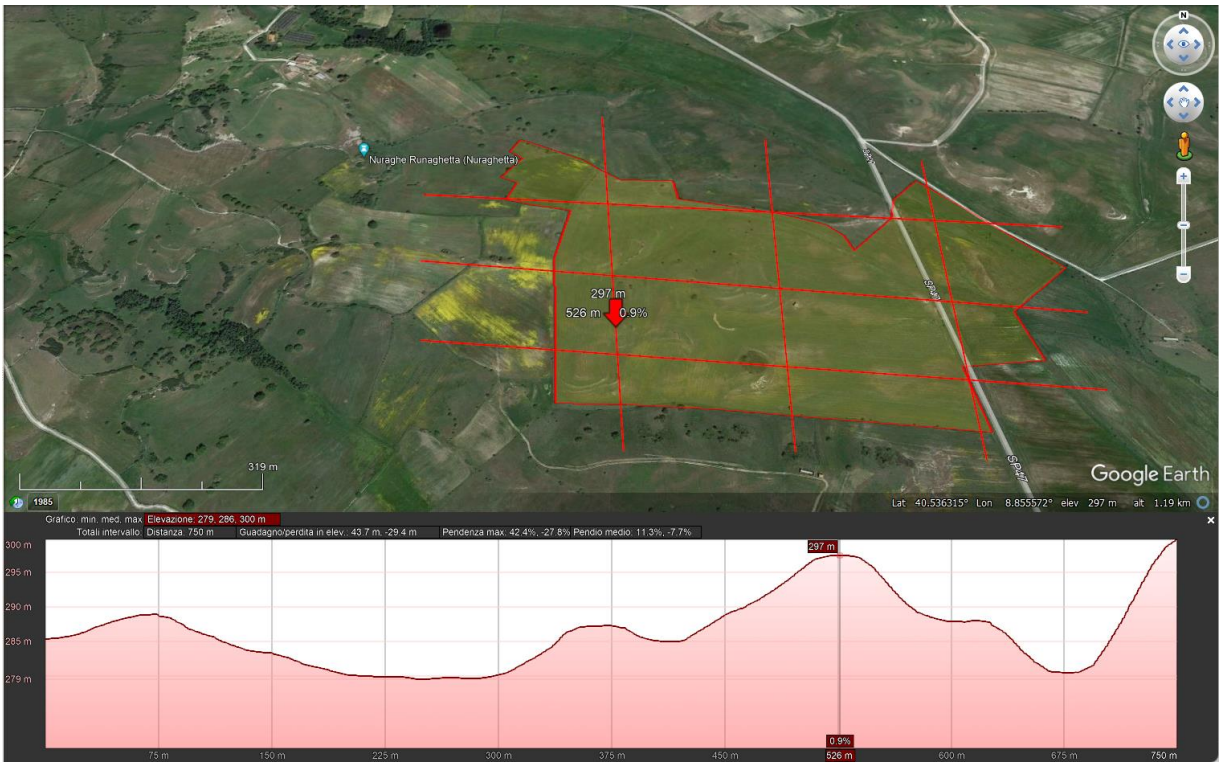 N
Nuraghe Runaghetta (Nuraghetta)
SP47
297 m
526 m 0.9%
SP47
319 m
Google Earth
1985
Lat 40.536315° Lon 8.855572° elev 297 m alt 1.19 km
Grafico: min. med. max Elevazione: 279, 286, 300 m
Totali intervallo: Distanza: 750 m Guadagno/perdita in elev.: 43.7 m, -29.4 m Pendenza max: 42.4%, -27.8% Pendio medio: 11.3%, -7.7%
300 m
297 m
295 m
290 m
285 m
279 m
0.9%
75 m 150 m 225 m 300 m 375 m 450 m 526 m 600 m 675 m 750 m